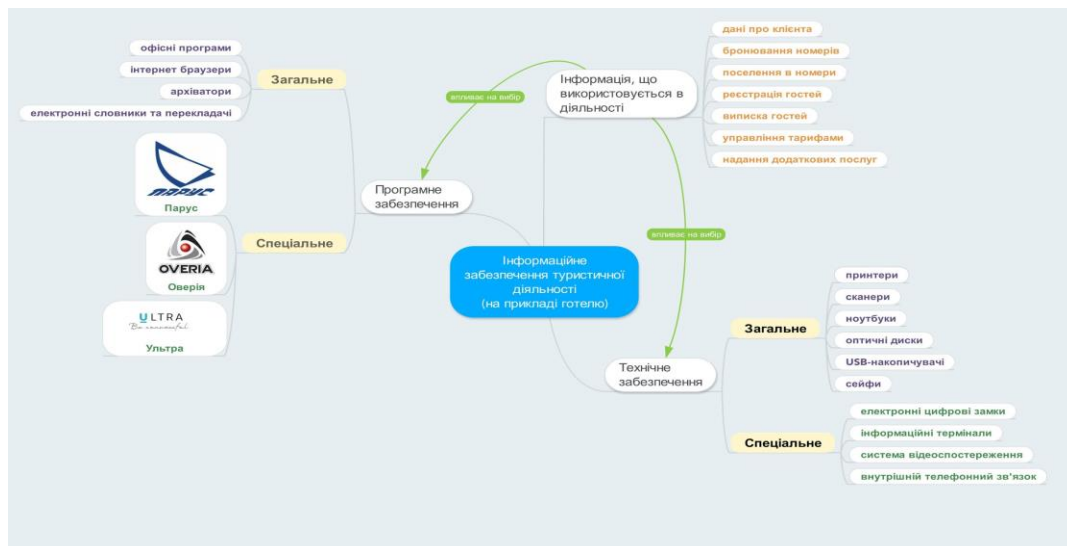 офісні програми
інтернет браузери
архіватори
електронні словники та перекладачі
Загальне
ПАРУС
Парус
OVERIA
Оверія
ULTRA
Be successful
Ультра
Спеціальне
Програмне
забезпечення
впливає на вибір
Інформація, що
використовується в
діяльності
дані про клієнта
бронювання номерів
поселення в номери
реєстрація гостей
виписка гостей
управління тарифами
надання додаткових послуг
впливає на вибір
Інформаційне
забезпечення туристичної
діяльності
(на прикладі готелю)
Технічне
забезпечення
Загальне
принтери
сканери
ноутбуки
оптичні диски
USB-накопичувачі
сейфи
Спеціальне
електронні цифрові замки
інформаційні термінали
система відеоспостереження
внутрішній телефонний зв'язок